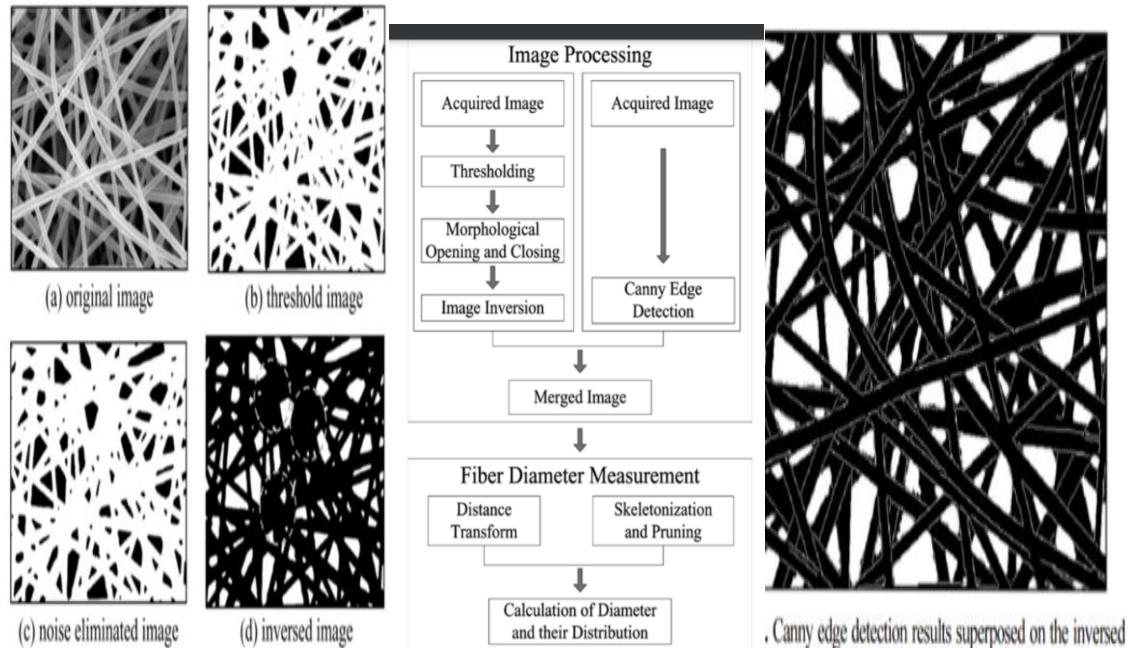 (a) original image
(b) threshold image
(c) noise eliminated image
(d) inversed image
Image Processing
Acquired Image
Thresholding
Morphological
Opening and Closing
Image Inversion
Acquired Image
Canny Edge
Detection
Merged Image
Fiber Diameter Measurement
Distance
Transform
Skeletonization
and Pruning
Calculation of Diameter
and their Distribution
. Canny edge detection results superposed on the inversed